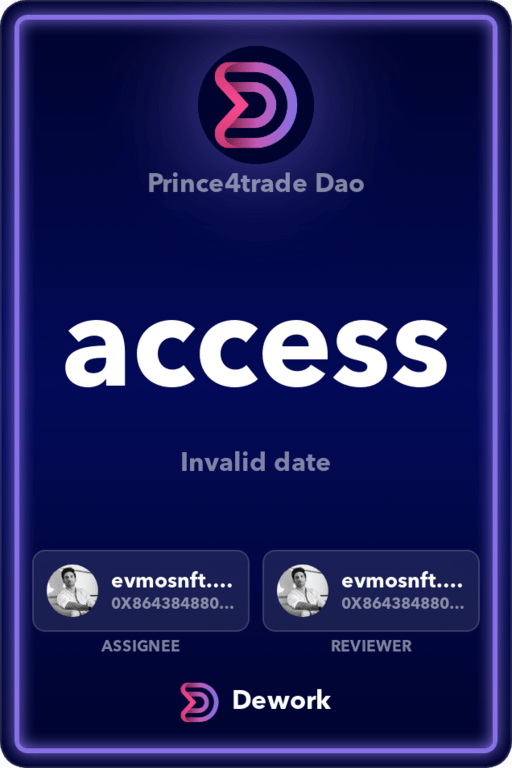 Prince4trade Dao
access
Invalid date
evmosnft....
0X864384880...
ASSIGNEE
evmosnft....
0X864384880...
REVIEWER
Dework